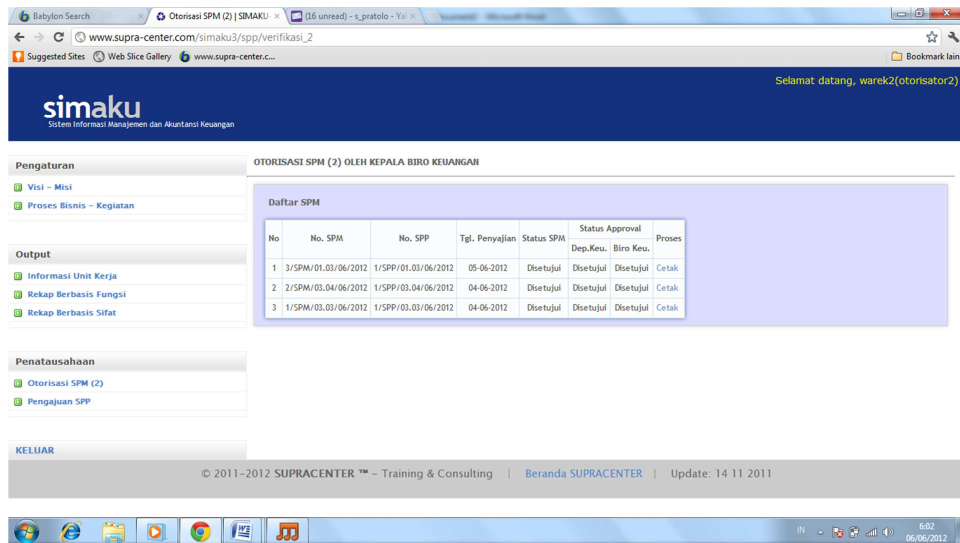 Babylon Search
Otorisasi SPM (2) | SIMAKU-
(16 unread) - s_pratolo - Ya
www.supra-center.com/simaku3/spp/verifikasi_2
Suggested Sites Web Slice Gallery www.supra-center.c... Bookmark lain
Selamat datang, warek2(otorisator2)
simaku
Sistem Informasi Manajemen dan Akuntansi Keuangan
Pengaturan
Visi - Misi
Proses Bisnis - Kegiatan
Output
Informasi Unit Kerja
Rekap Berbasis Fungsi
Rekap Berbasis Sifat
Penatausahaan
Otorisasi SPM (2)
Pengajuan SPP
KELUAR
OTORISASI SPM (2) OLEH KEPALA BIRO KEUANGAN
Daftar SPM
No No. SPM No. SPP Tgl. Penyajian Status SPM Status Approval Proses
Dep.Keu. Biro Keu.
1 3/SPM/01.03/06/2012 1/SPP/01.03/06/2012 05-06-2012 Disetujui Disetujui Disetujui Cetak
2 2/SPM/03.04/06/2012 1/SPP/03.04/06/2012 04-06-2012 Disetujui Disetujui Disetujui Cetak
3 1/SPM/03.03/06/2012 1/SPP/03.03/06/2012 04-06-2012 Disetujui Disetujui Disetujui Cetak
© 2011-2012 SUPRACENTER ™ - Training & Consulting | Beranda SUPRACENTER | Update: 14 11 2011
IN
6:02
06/06/2012